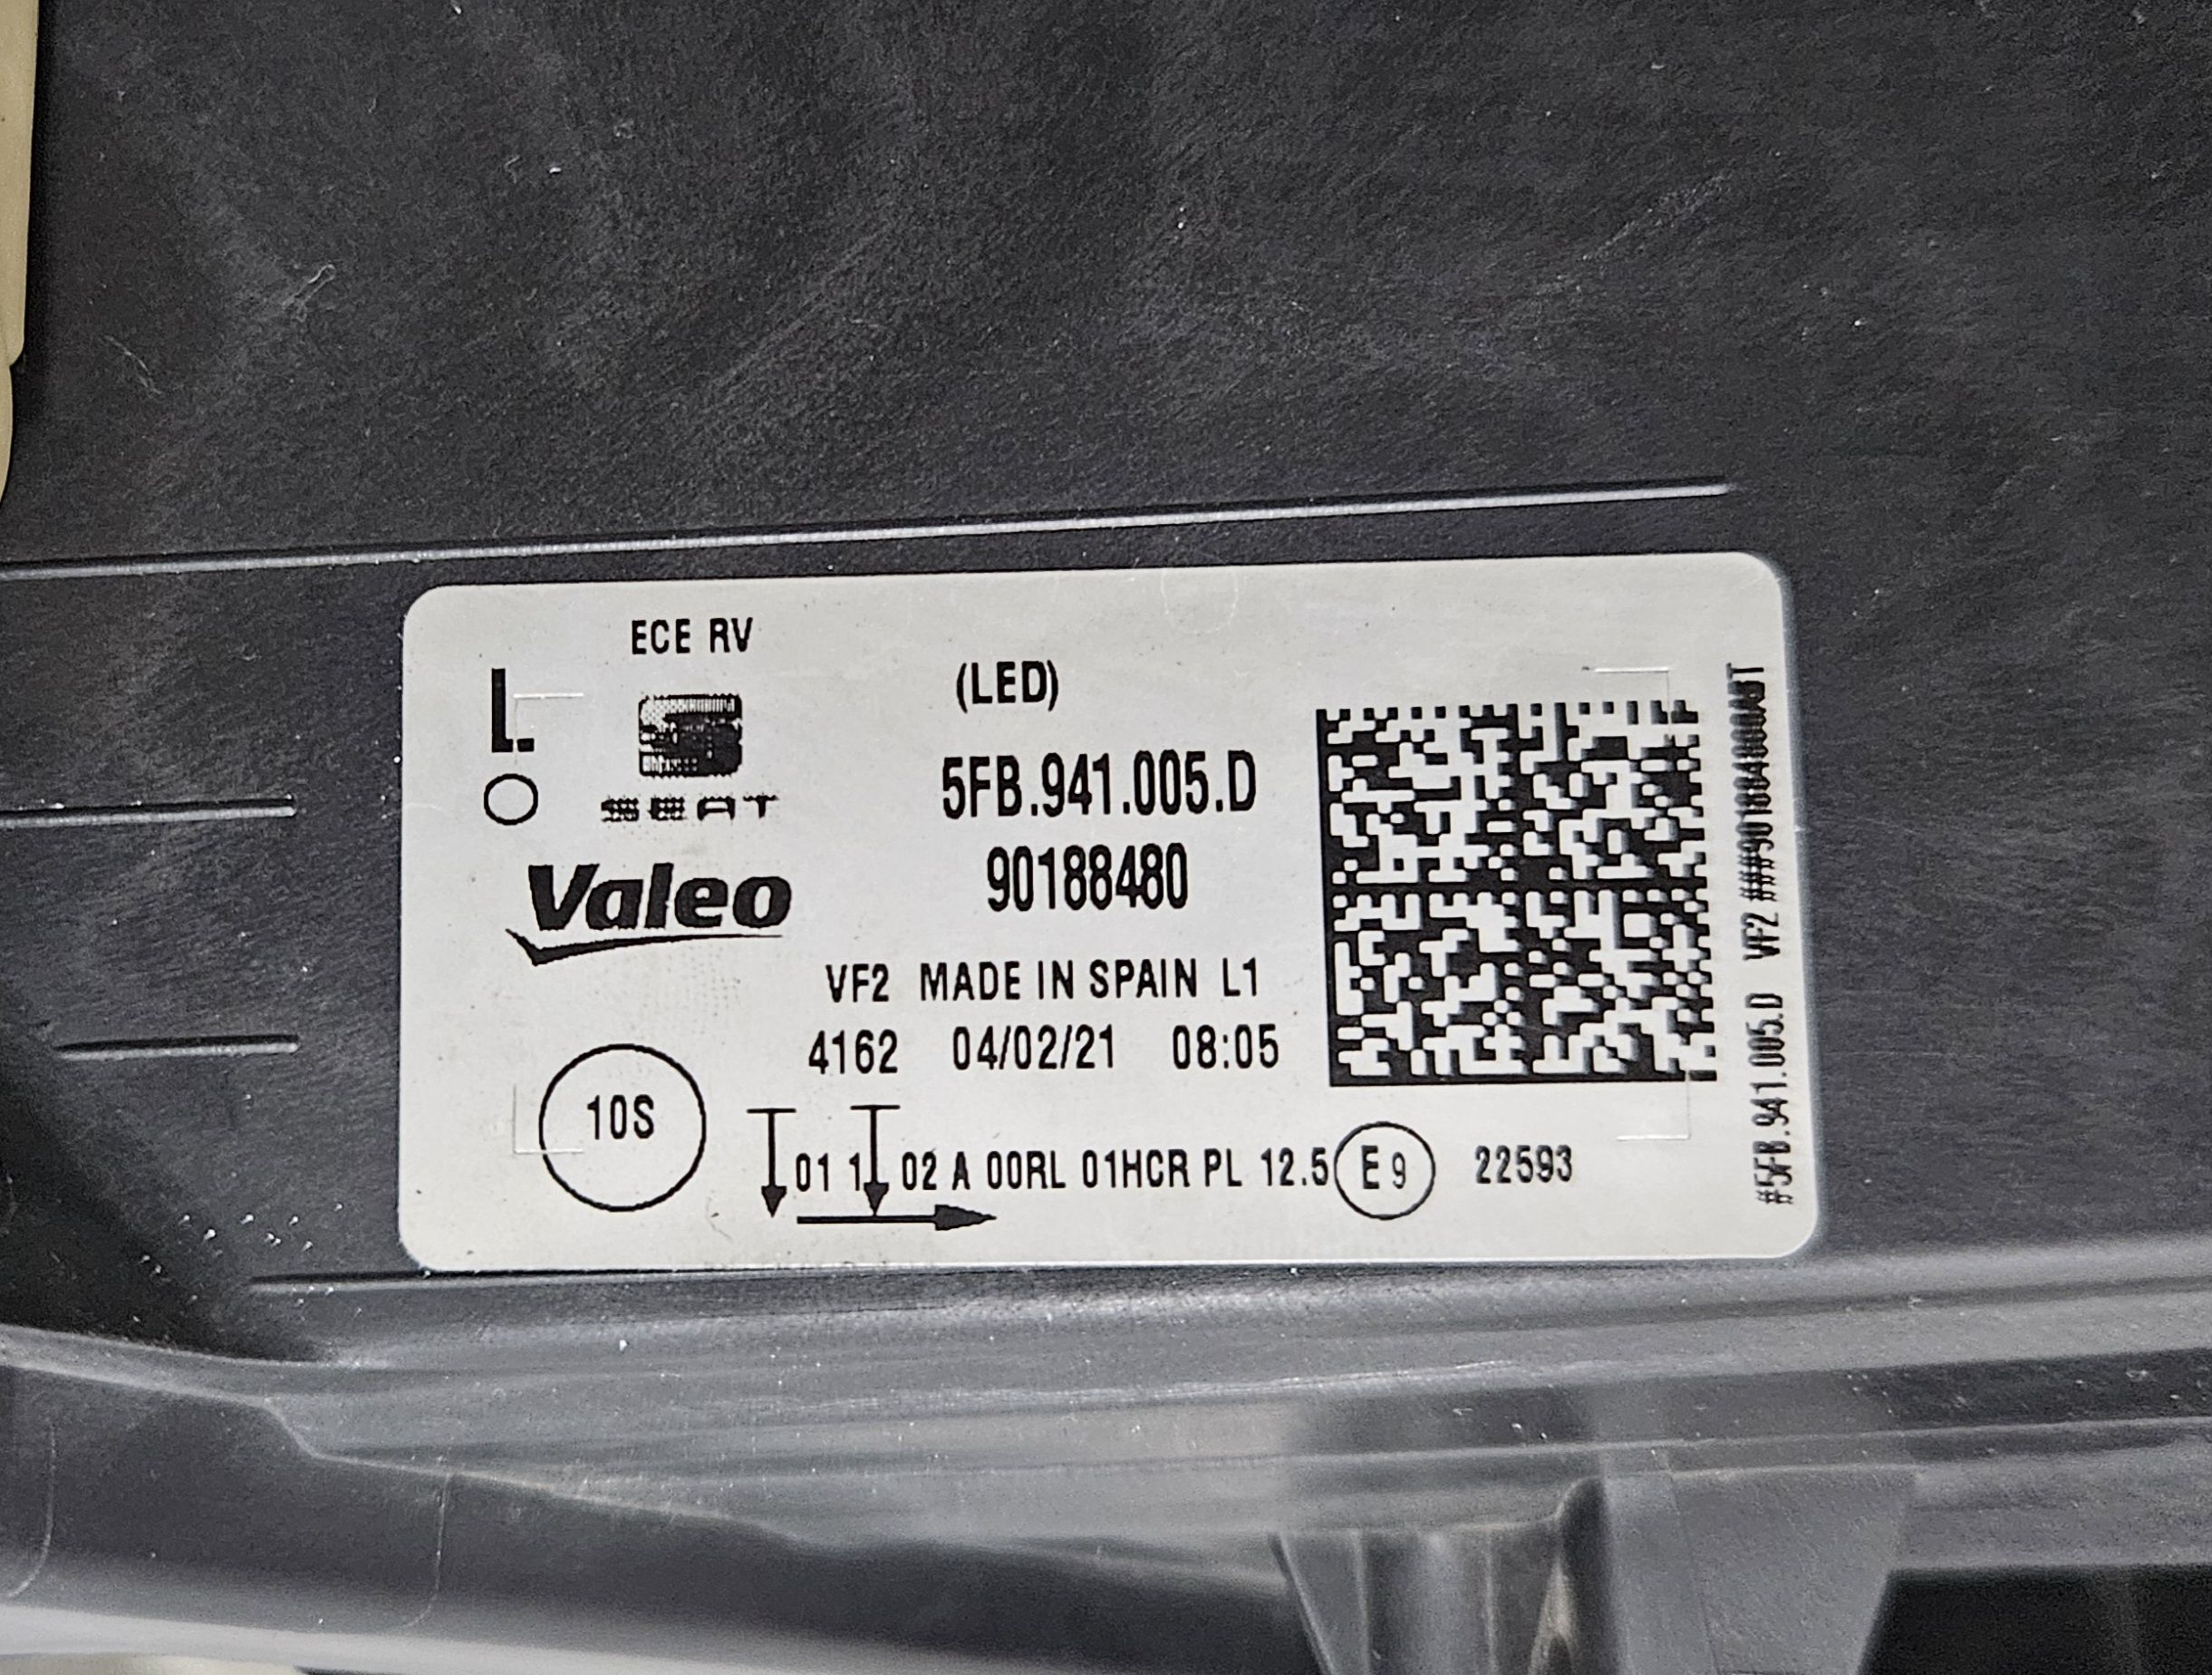 ECE RV
L.
SEAT
Valeo
(LED)
5FB.941.005.D
90188480
VF2 MADE IN SPAIN L1
4162 04/02/21 08:05
10S
01 1 02 A 00RL 01HCR PL 12.5 E9 22593
#5FB.941.005.D VF2 ###90188480